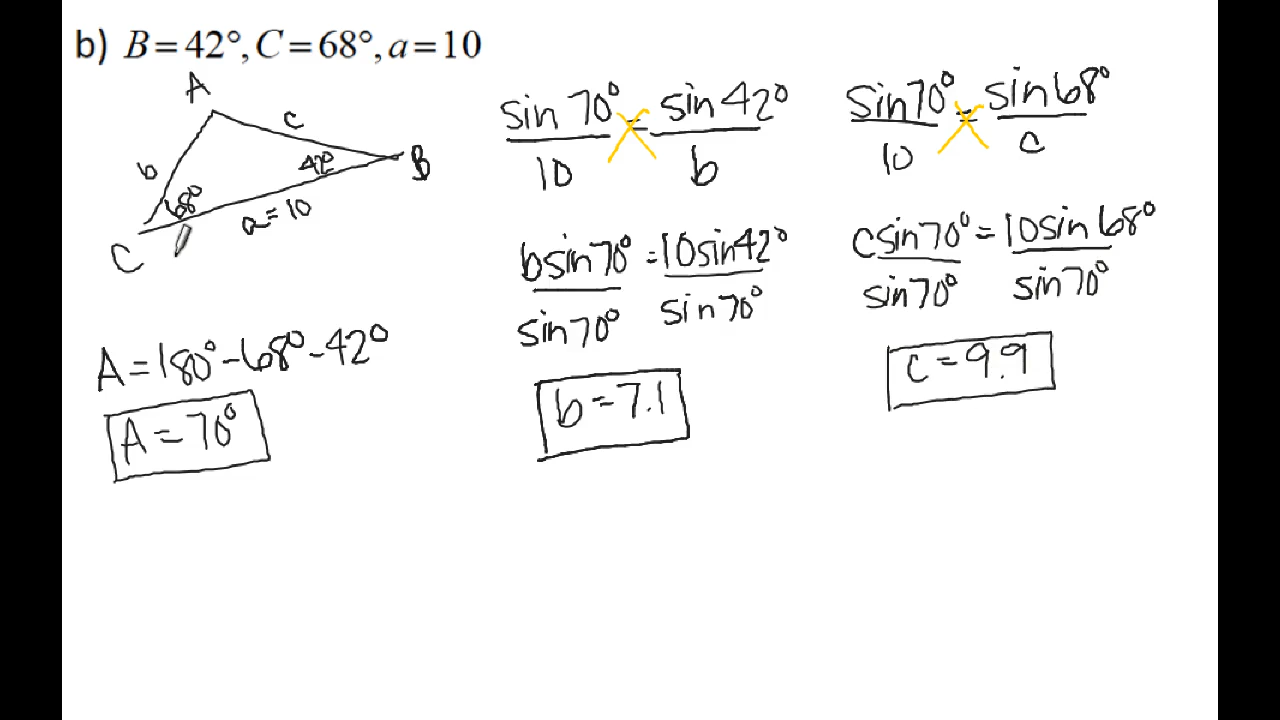 b) B = 42°, C = 68°, a = 10
A
c
b
42°
B
68°
a = 10
C
A = 180° - 68° - 42°
A = 70°
sin 70° / 10 = sin 42° / b
b sin 70° / sin 70° = 10 sin 42° / sin 70°
b = 7.1
sin 70° / 10 = sin 68° / c
c sin 70° / sin 70° = 10 sin 68° / sin 70°
c = 9.9